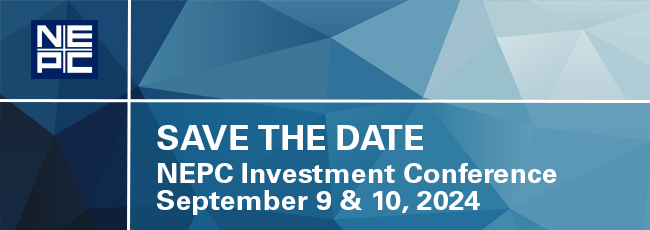 NE
PC
SAVE THE DATE
NEPC Investment Conference
September 9 & 10, 2024